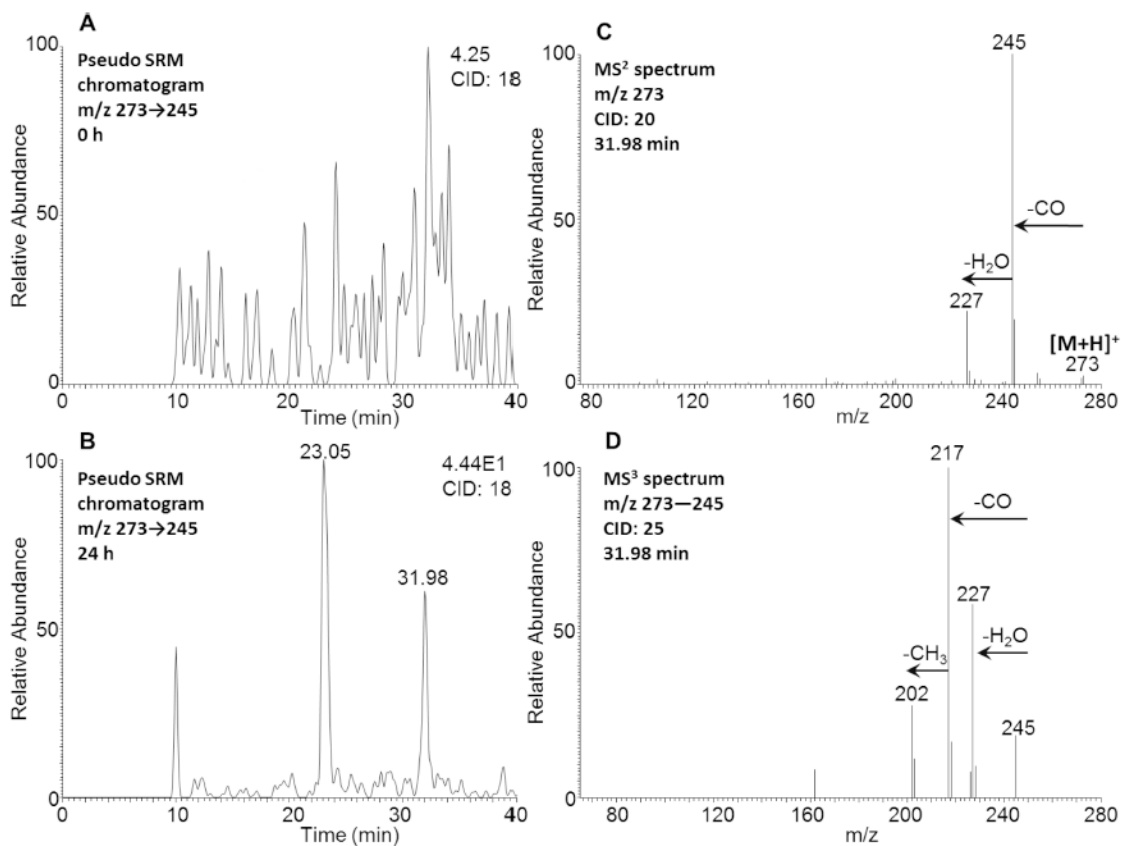 A
Pseudo SRM
chromatogram
m/z 273→245
0 h
4.25
CID: 18
100
50
0
Relative Abundance
0 10 20 30 40
Time (min)
B
Pseudo SRM
chromatogram
m/z 273→245
24 h
23.05
31.98
4.44E1
CID: 18
100
50
0
Relative Abundance
0 10 20 30 40
Time (min)
C
MS² spectrum
m/z 273
CID: 20
31.98 min
245
-CO
-H₂O
227
[M+H]⁺
273
100
50
0
Relative Abundance
80 120 160 200 240 280
m/z
D
MS³ spectrum
m/z 273—245
CID: 25
31.98 min
217
-CO
227
-H₂O
-CH₃
202
245
100
50
0
Relative Abundance
80 120 160 200 240 280
m/z